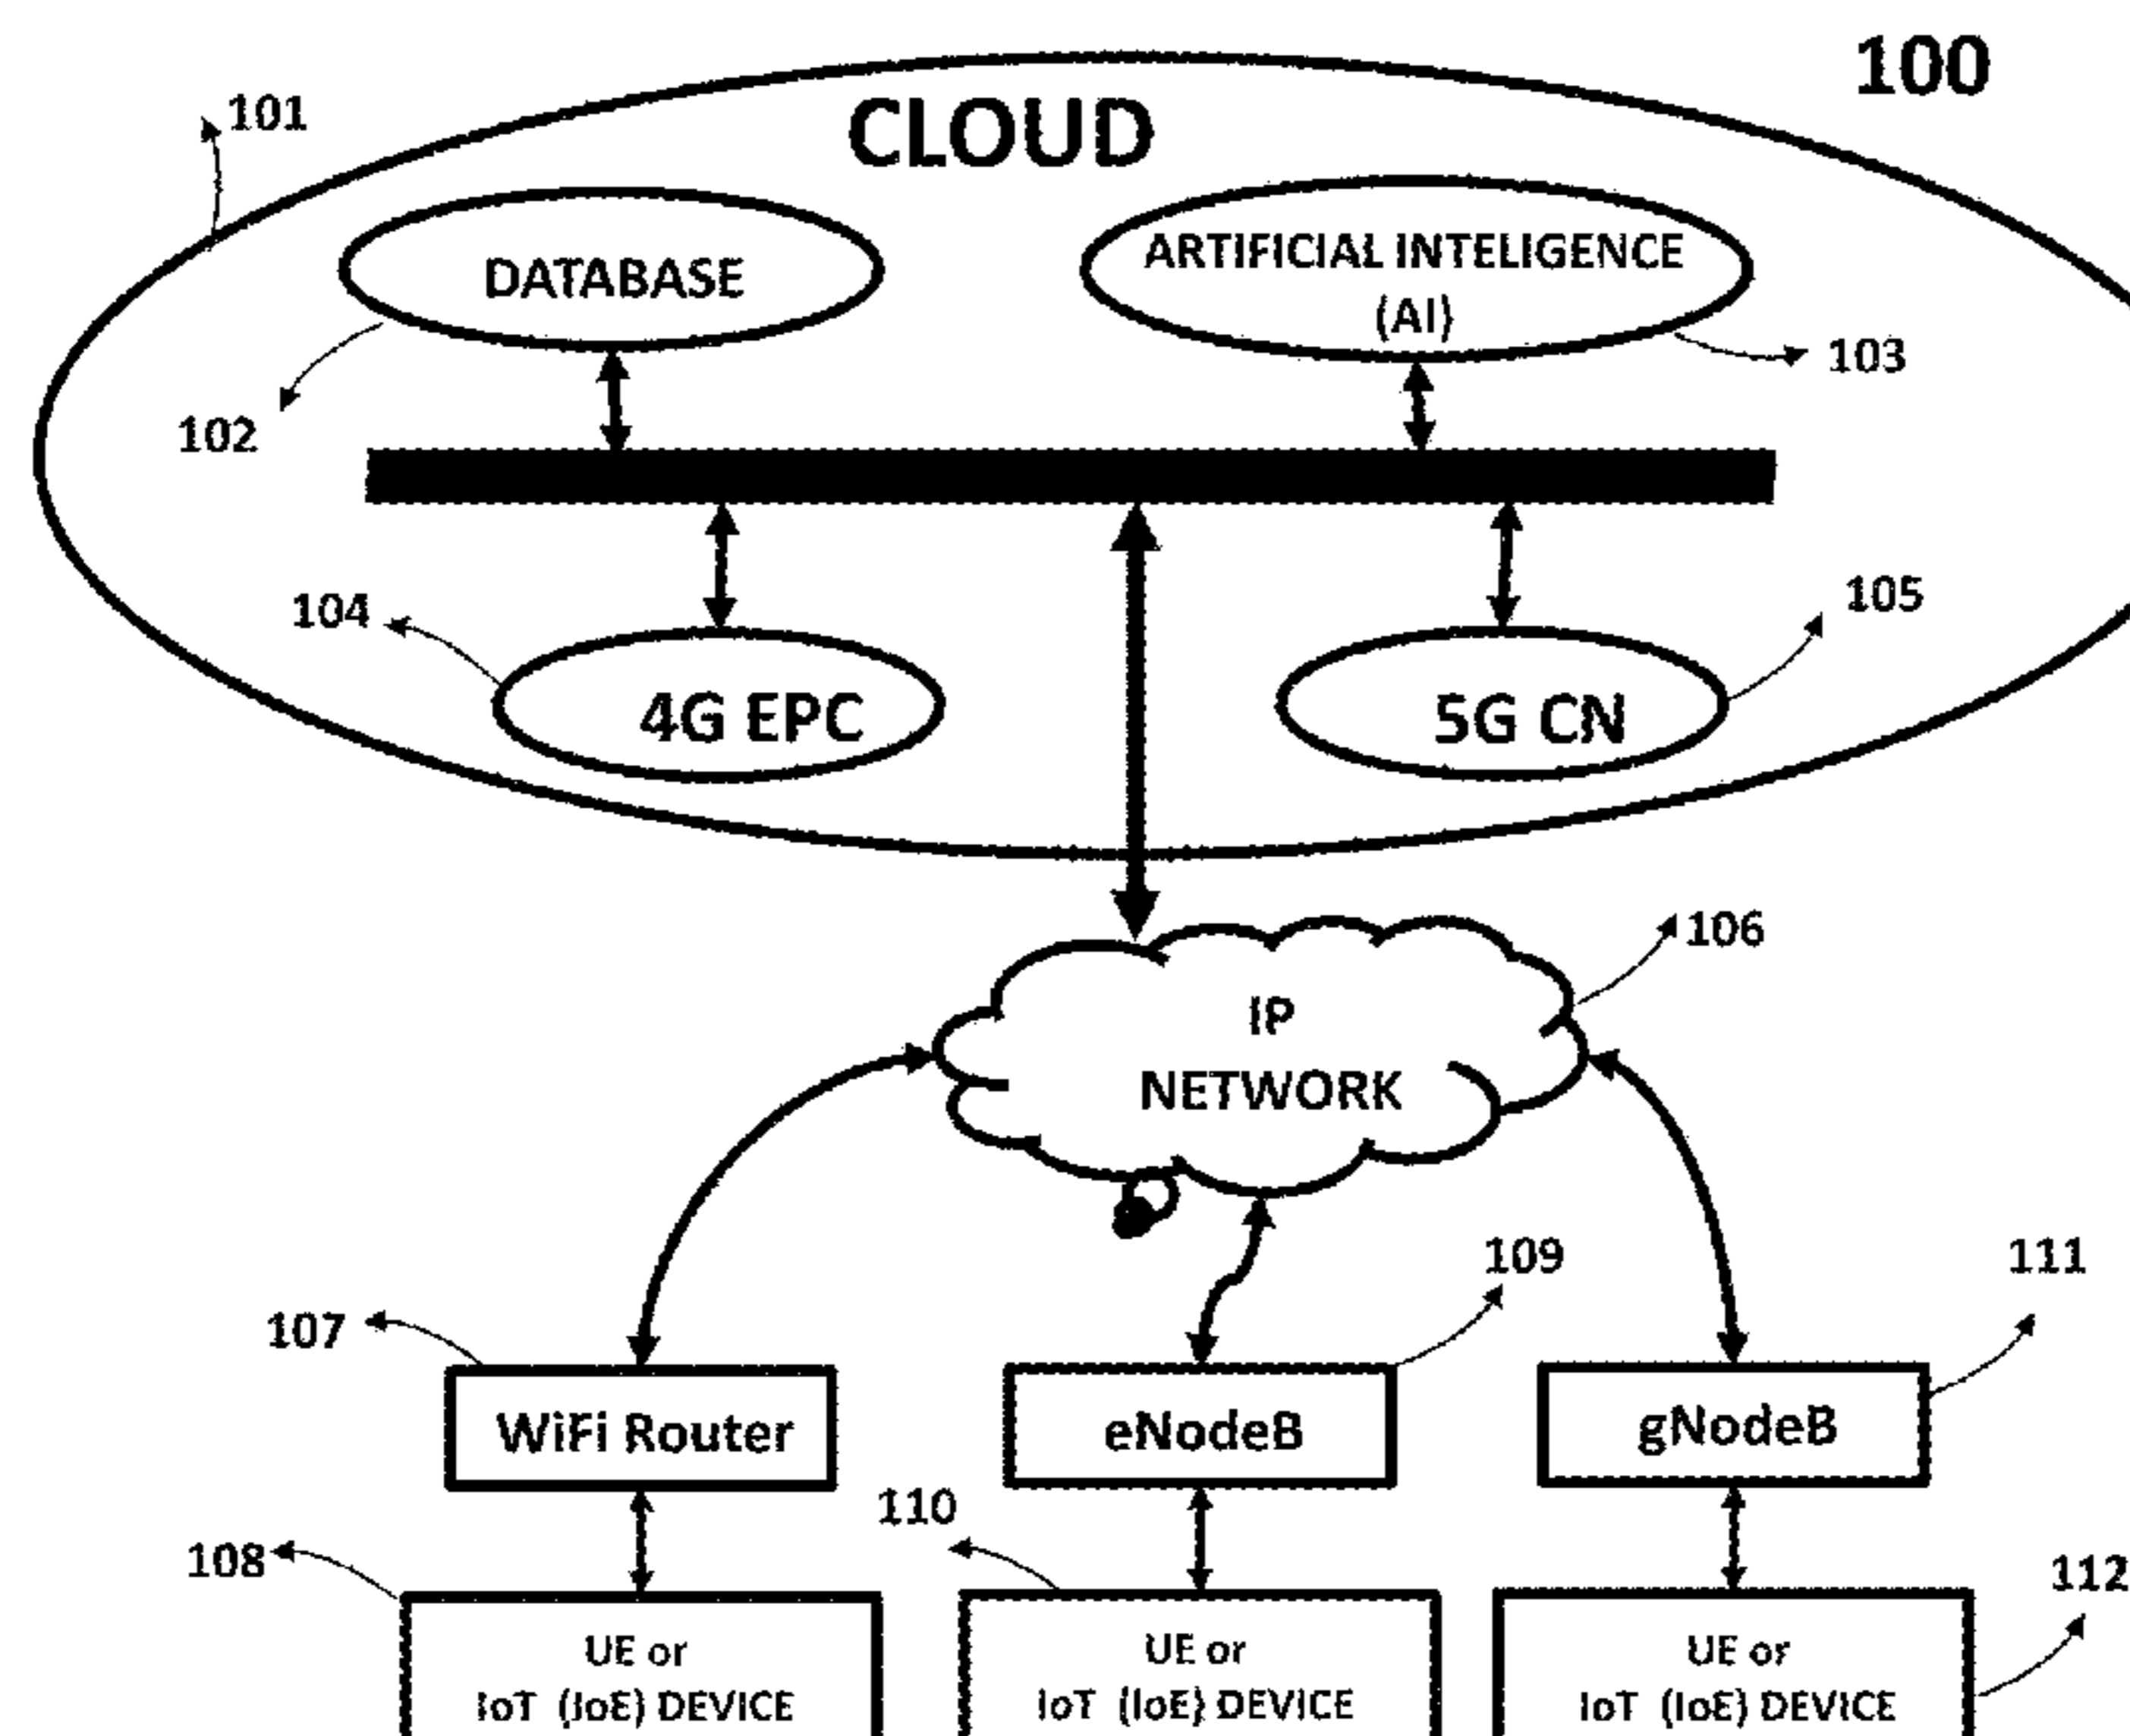 100
CLOUD
101
DATABASE
ARTIFICIAL INTELIGENCE
(AI)
102
103
104
105
4G EPC
5G CN
106
IP
NETWORK
109
111
107
WiFi Router
eNodeB
gNodeB
110
108
112
UE or
IoT (IoE) DEVICE
UE or
IoT (IoE) DEVICE
UE or
IoT (IoE) DEVICE